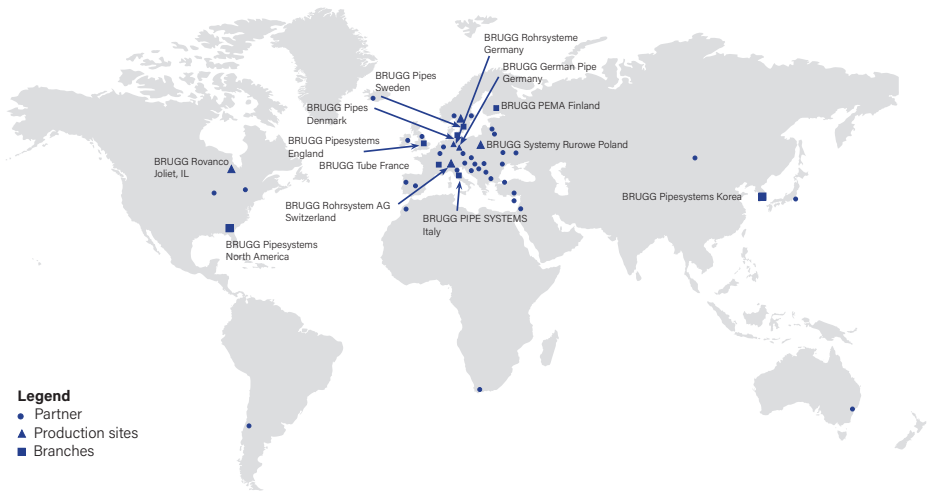 BRUGG Rohrsysteme
Germany
BRUGG German Pipe
Germany
BRUGG Pipes
Sweden
BRUGG Pipes
Denmark
BRUGG PEMA Finland
BRUGG Pipesystems
England
BRUGG Systemy Rurowe Poland
BRUGG Tube France
BRUGG Rovanco
Joliet, IL
BRUGG Pipesystems Korea
BRUGG Rohrsystem AG
Switzerland
BRUGG PIPE SYSTEMS
Italy
BRUGG Pipesystems
North America
Legend
Partner
Production sites
Branches